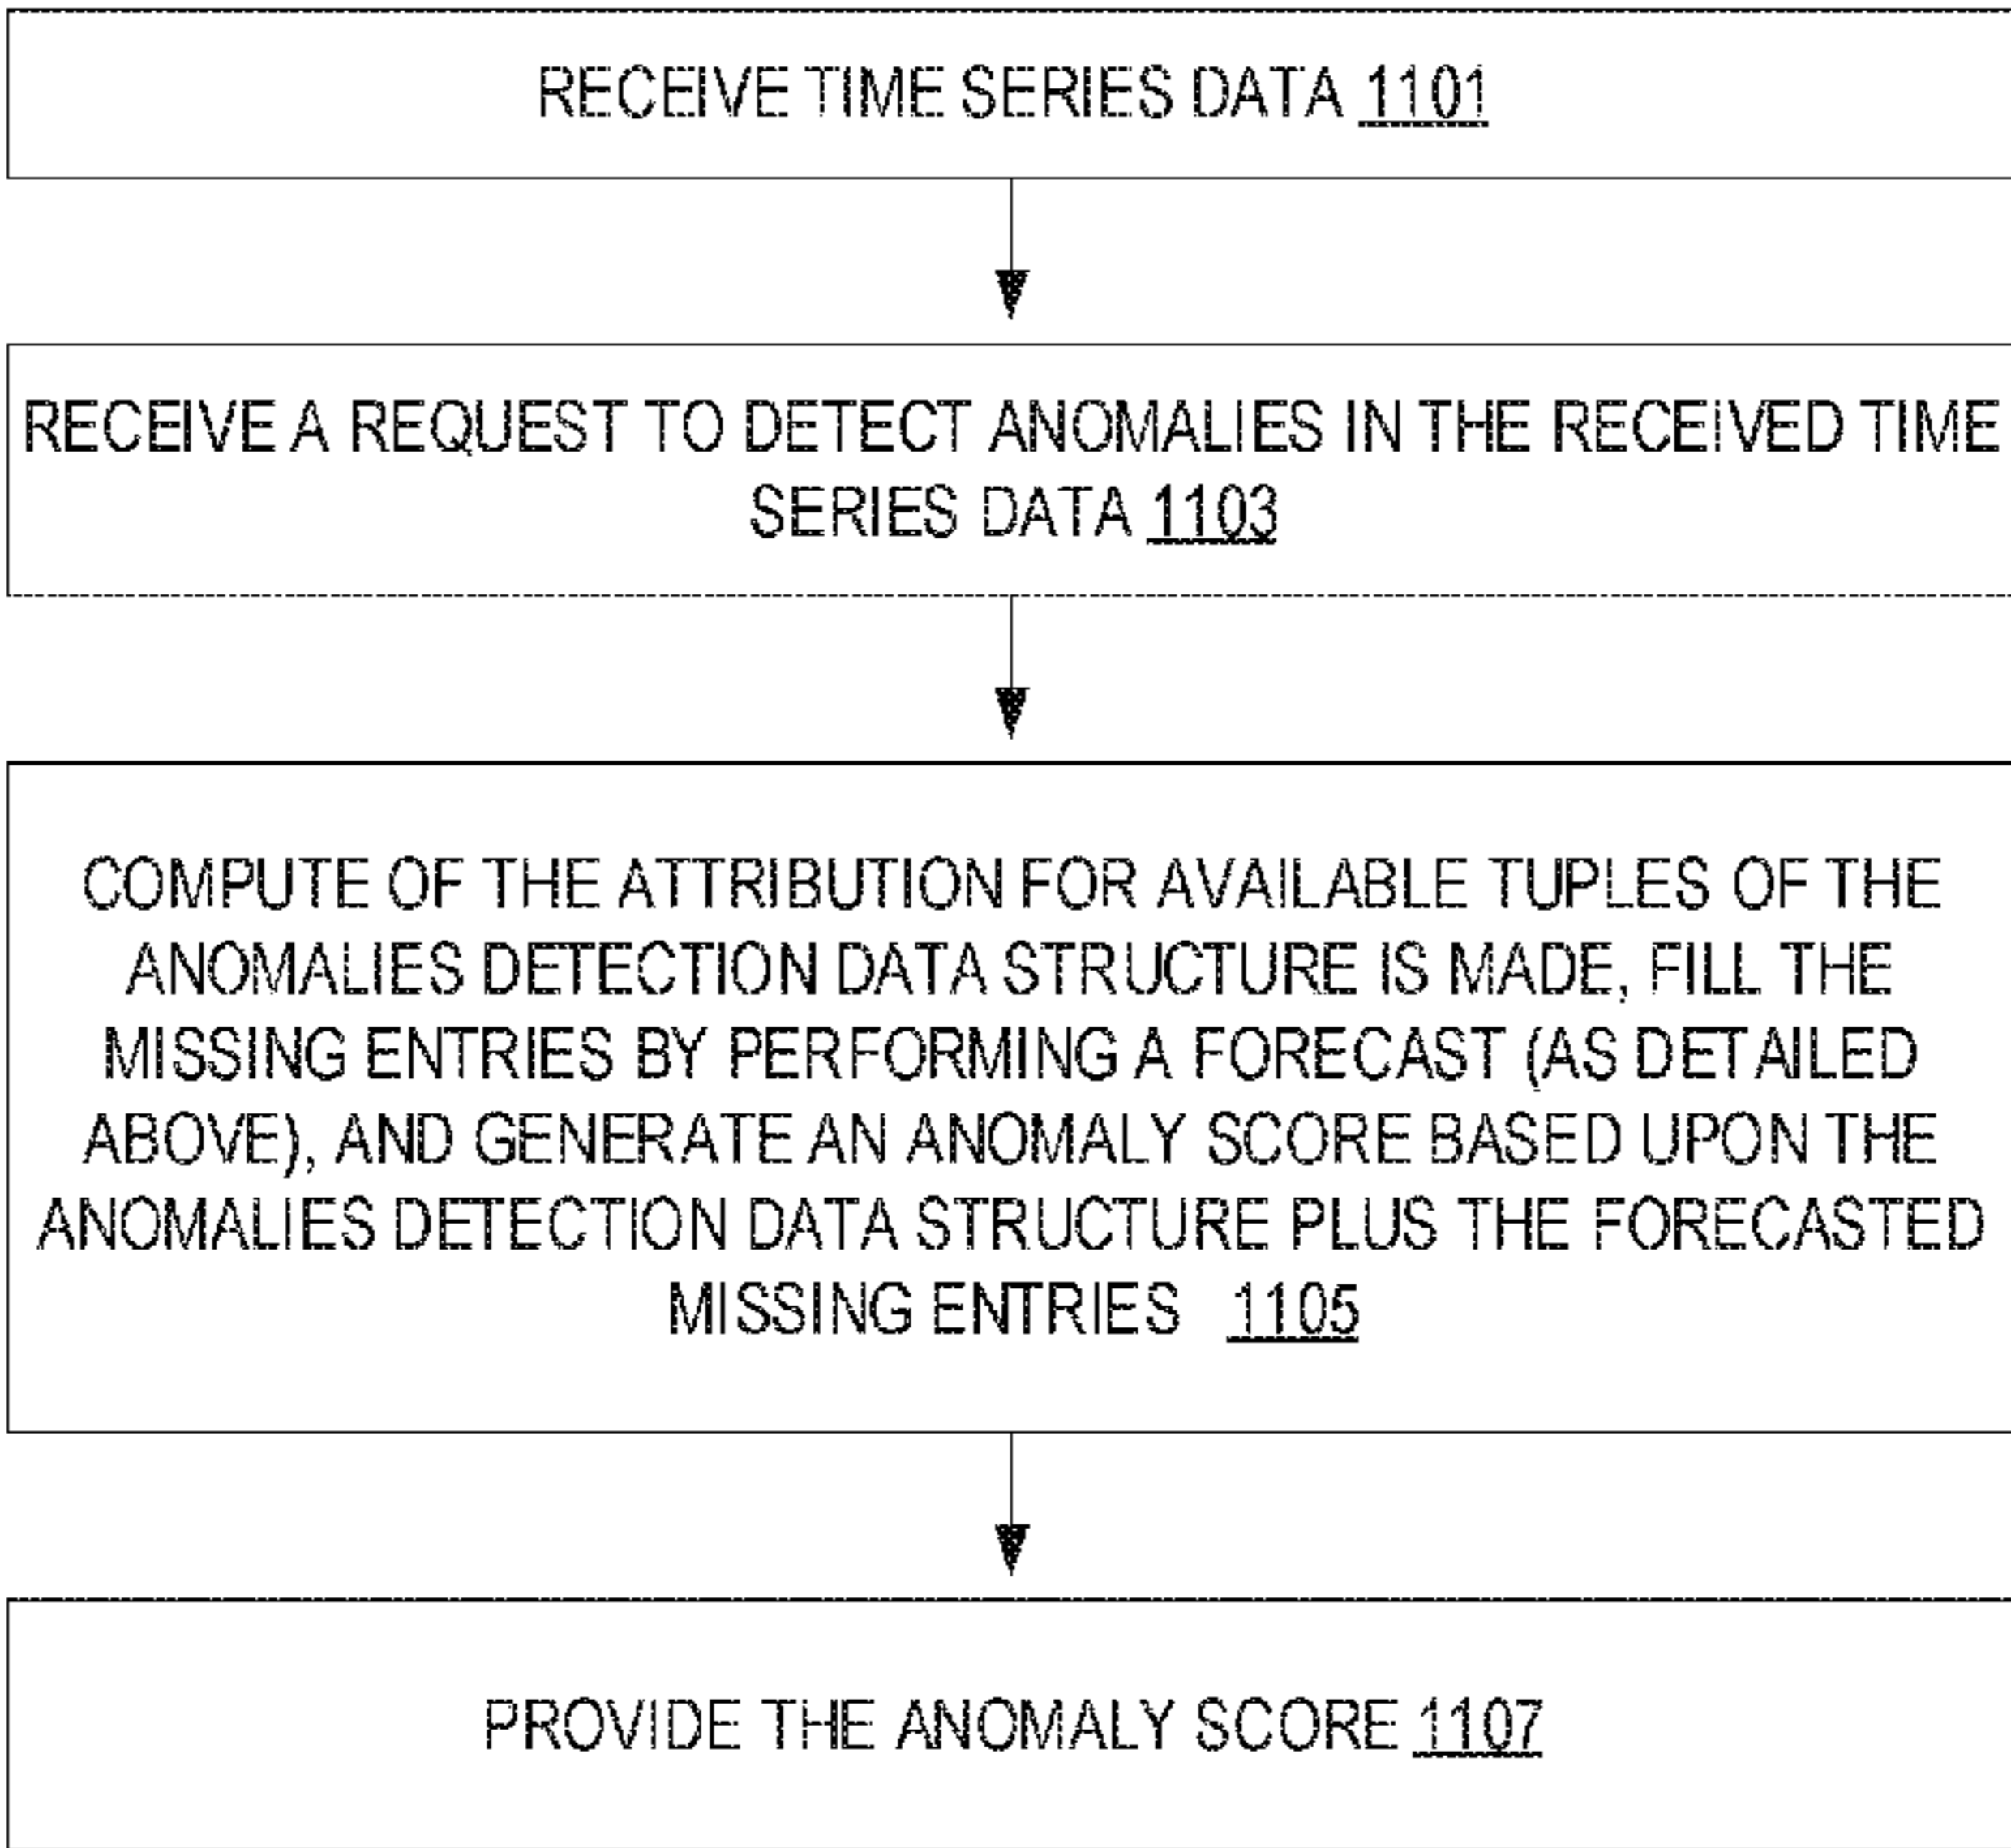 RECEIVE TIME SERIES DATA 1101
RECEIVE A REQUEST TO DETECT ANOMALIES IN THE RECEIVED TIME
SERIES DATA 1103
COMPUTE OF THE ATTRIBUTION FOR AVAILABLE TUPLES OF THE
ANOMALIES DETECTION DATA STRUCTURE IS MADE, FILL THE
MISSING ENTRIES BY PERFORMING A FORECAST (AS DETAILED
ABOVE), AND GENERATE AN ANOMALY SCORE BASED UPON THE
ANOMALIES DETECTION DATA STRUCTURE PLUS THE FORECASTED
MISSING ENTRIES 1105
PROVIDE THE ANOMALY SCORE 1107